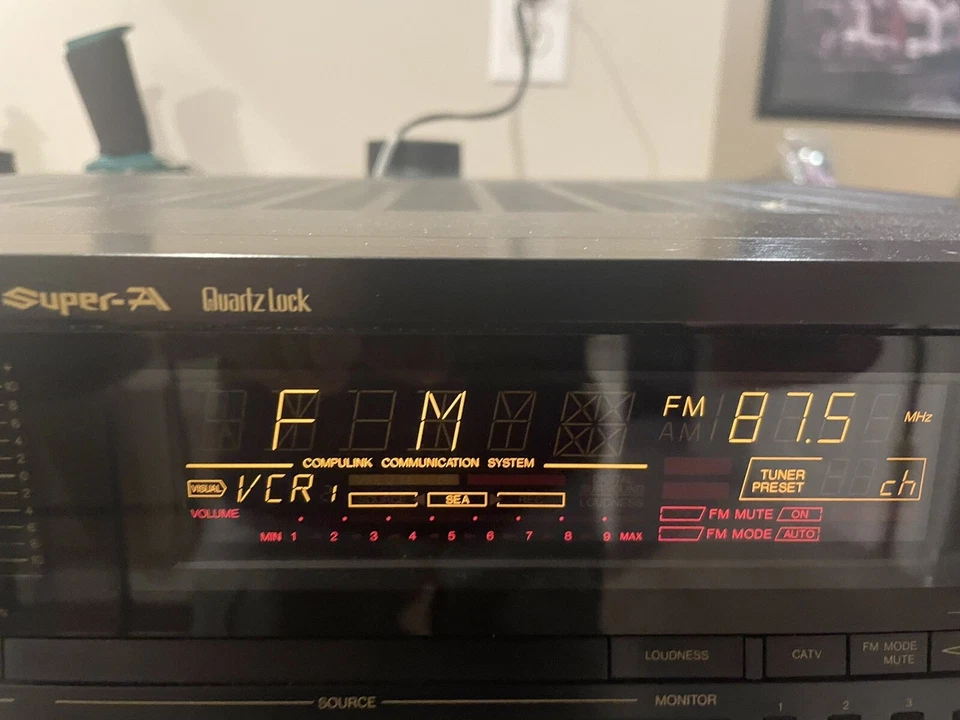 Super-A Quartz Lock
F M FM 87.5 MHz
COMPULINK COMMUNICATION SYSTEM
TUNER
PRESET ch
VISUAL VCR 1 SEA
VOLUME
FM MUTE ON
MIN 1 2 3 4 5 6 7 8 9 MAX
FM MODE AUTO
LOUDNESS CATV FM MODE
MUTE
SOURCE MONITOR
1 2 3